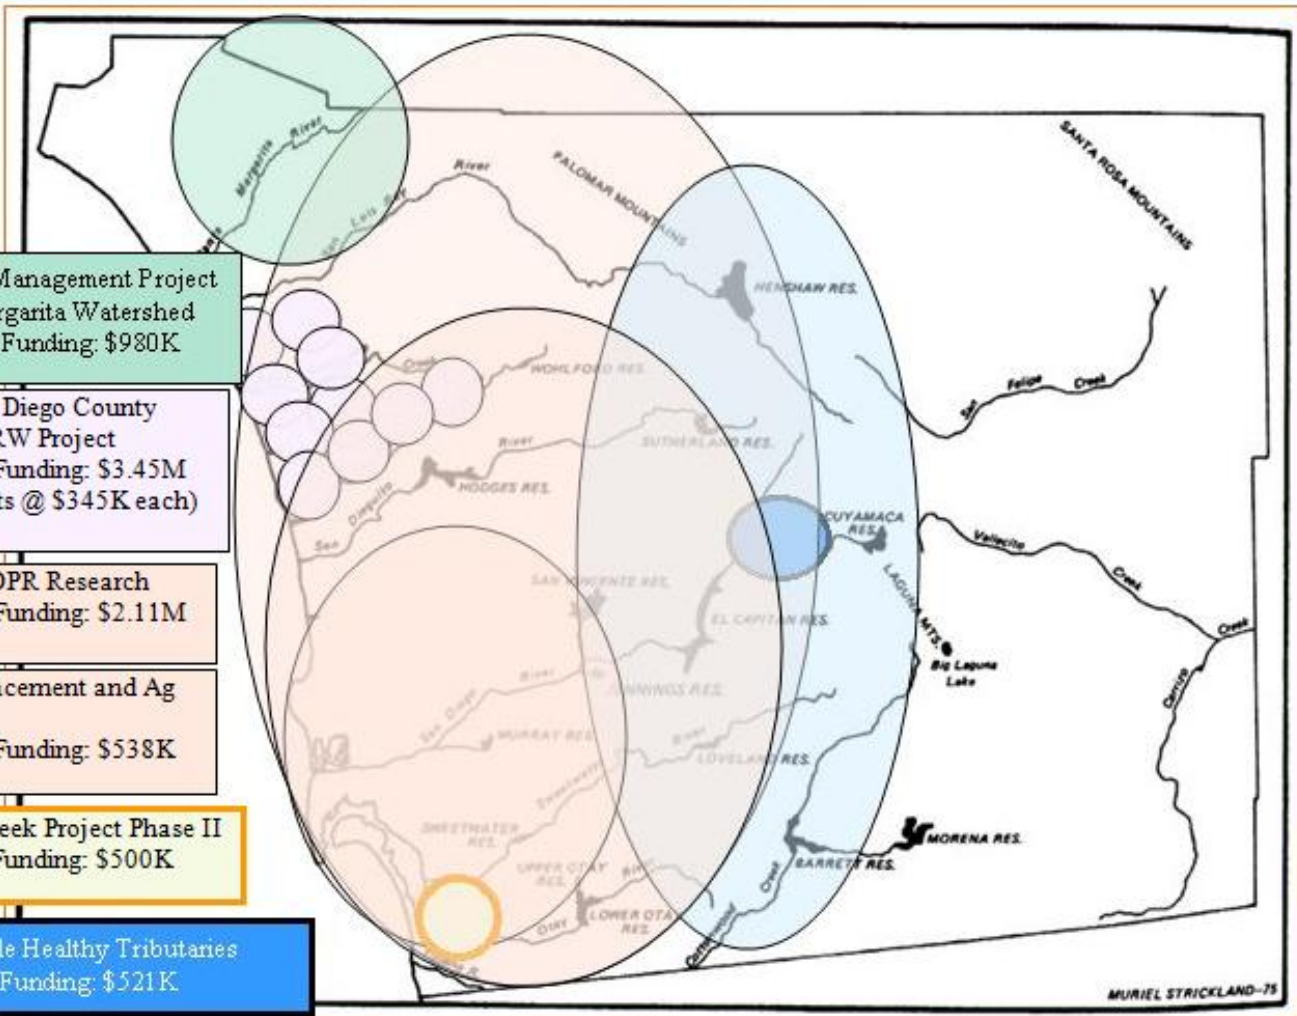 Management Project
rgarita Watershed
Funding: $980K
Diego County
RW Project
Funding: $3.45M
ts @ $345K each)
DPR Research
Funding: $2.11M
cement and Ag
Funding: $538K
eek Project Phase II
Funding: $500K
le Healthy Tributaries
Funding: $521K
Margarita River
San Luis Rey River
PALOMAR MOUNTAINS
SANTA ROSA MOUNTAINS
HENSHAW RES.
Creek
WOHLFORD RES.
San Felipe Creek
SUTHERLAND RES.
San Dieguito River
HODGES RES.
CUYAMACA
RES.
Vallecito Creek
LAGUNA MTS.
SAN VINCENTE RES.
EL CAPITAN RES.
Creek
Big Laguna
Lake
JENNINGS RES.
San Diego River
Carrizo
MURRAY RES.
LOVELAND RES.
Sweetwater River
SWEETWATER
RES.
MORENA RES.
BARRETT RES.
UPPER OTAY
RES.
Otay River
LOWER OTA
RES.
Cottonwood Creek
MURIEL STRICKLAND-75